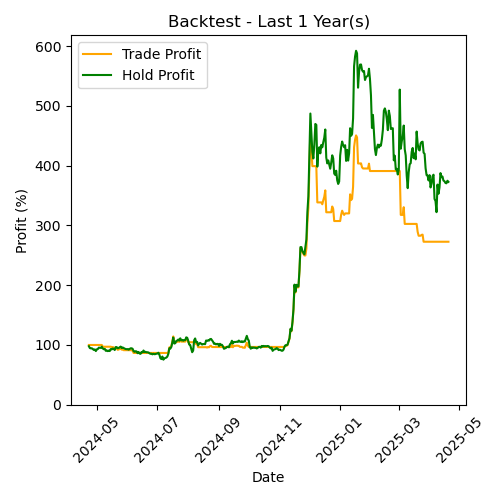 Backtest - Last 1 Year(s)
Trade Profit
Hold Profit
Profit (%)
600
500
400
300
200
100
0
2024-05
2024-07
2024-09
2024-11
2025-01
2025-03
2025-05
Date